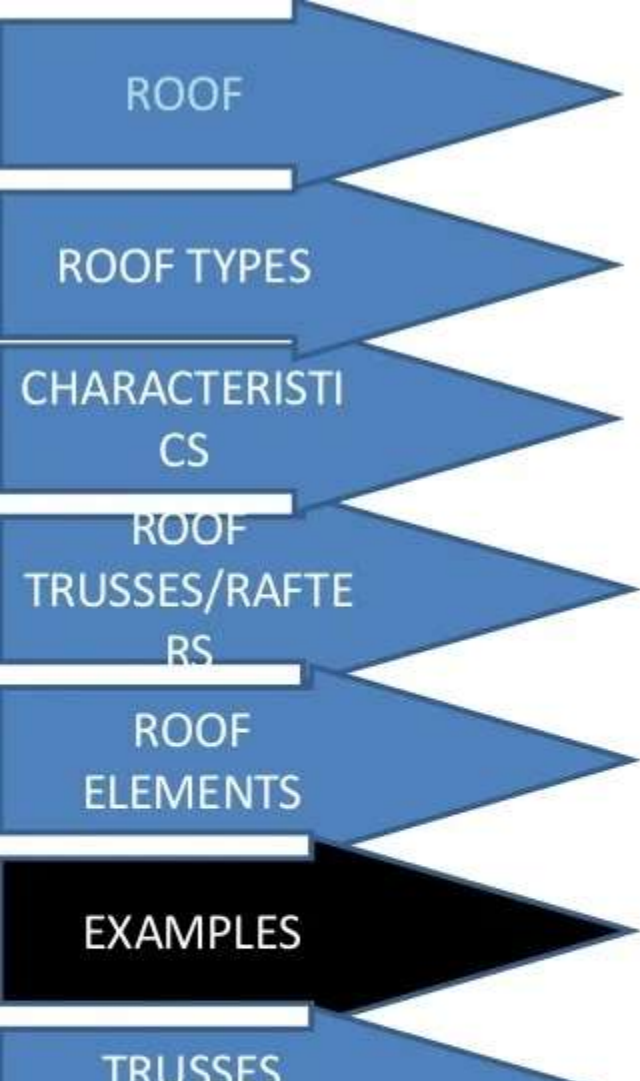 ROOF
ROOF TYPES
CHARACTERISTI
CS
ROOF
TRUSSES/RAFTE
RS
ROOF
ELEMENTS
EXAMPLES
TRUSSES